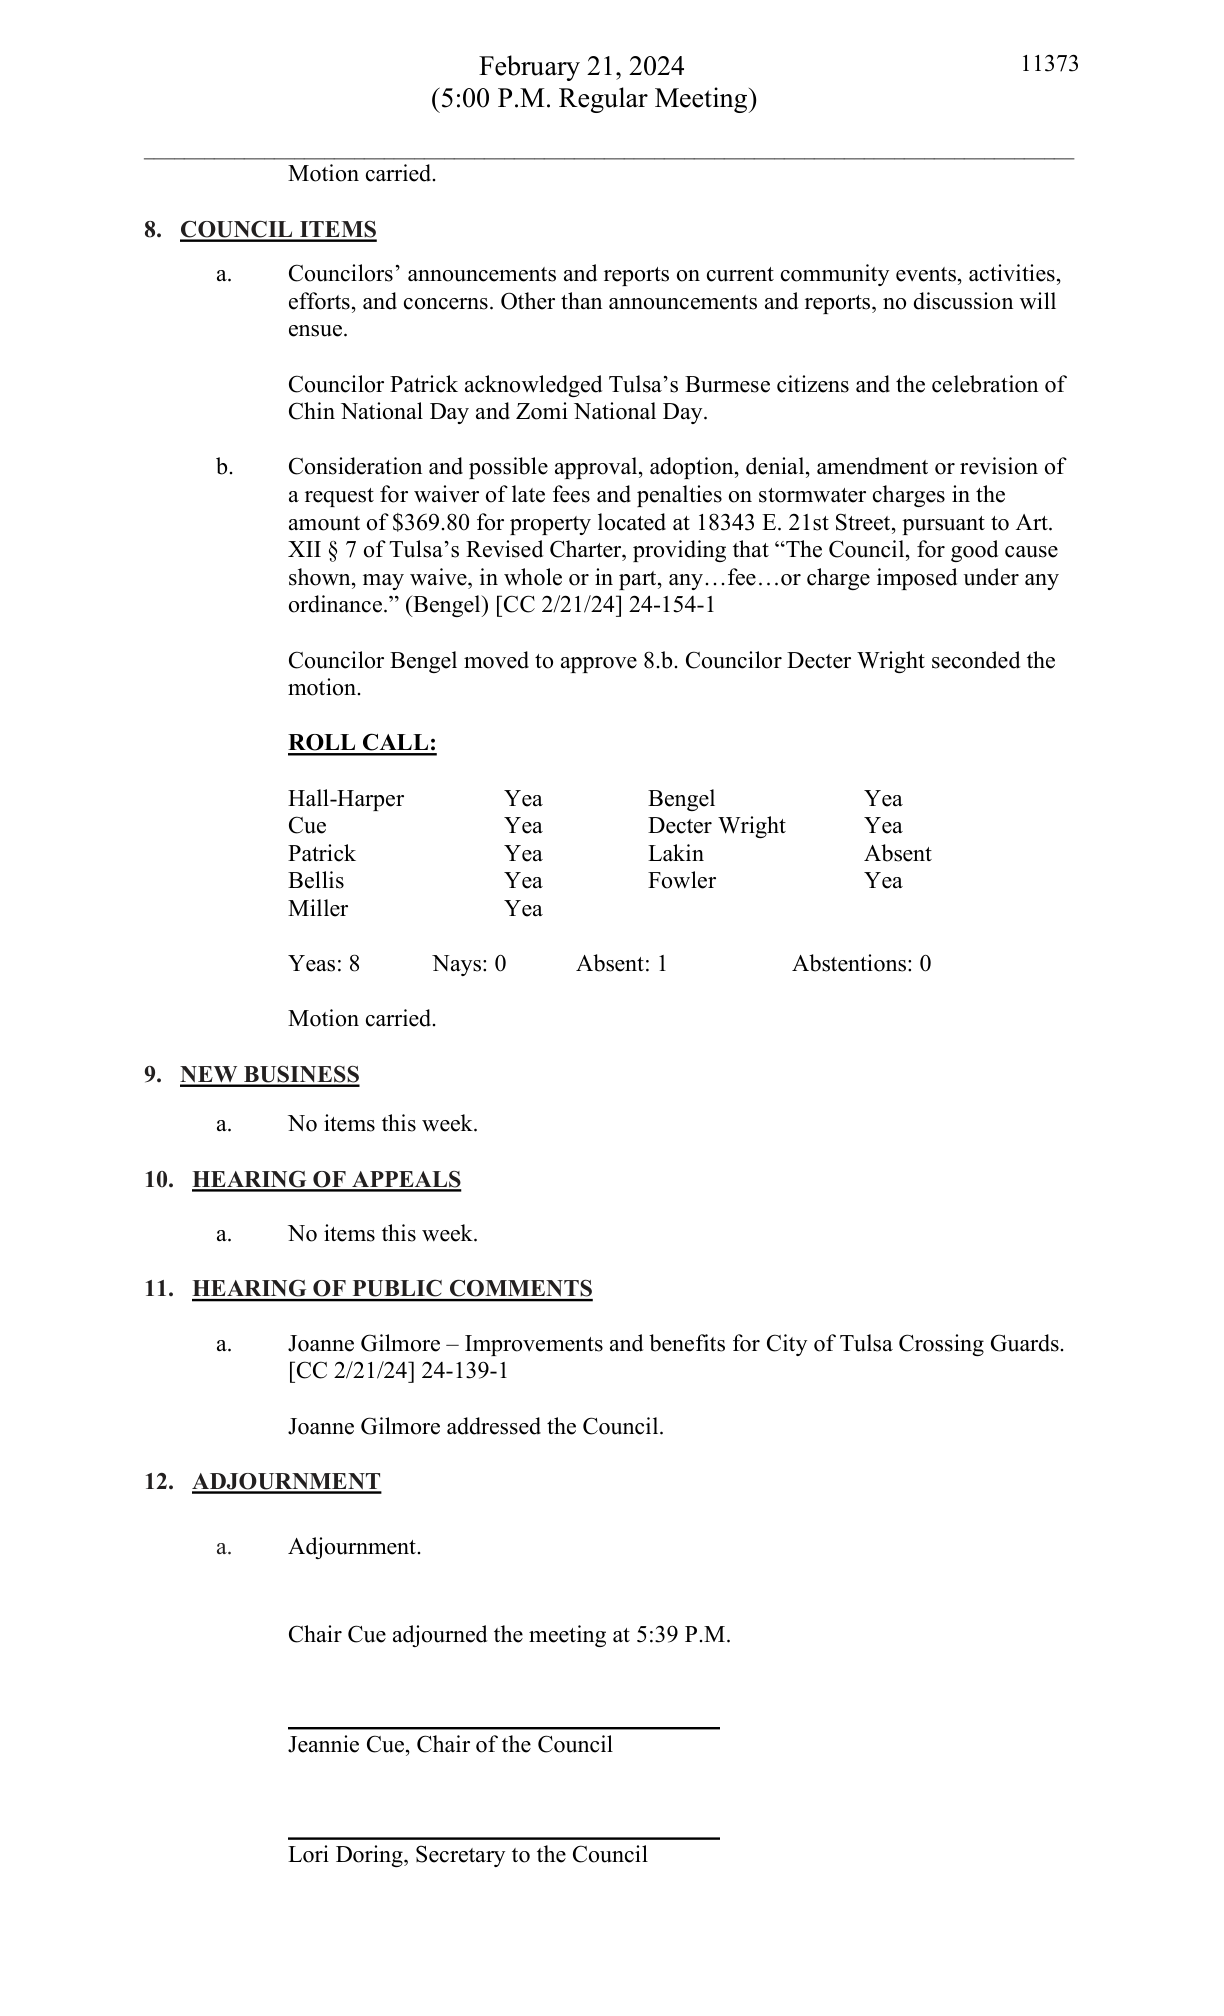 February 21, 2024
11373
(5:00 P.M. Regular Meeting)
Motion carried.
8. COUNCIL ITEMS
a. Councilors’ announcements and reports on current community events, activities,
efforts, and concerns. Other than announcements and reports, no discussion will
ensue.
Councilor Patrick acknowledged Tulsa’s Burmese citizens and the celebration of
Chin National Day and Zomi National Day.
b. Consideration and possible approval, adoption, denial, amendment or revision of
a request for waiver of late fees and penalties on stormwater charges in the
amount of $369.80 for property located at 18343 E. 21st Street, pursuant to Art.
XII § 7 of Tulsa’s Revised Charter, providing that “The Council, for good cause
shown, may waive, in whole or in part, any…fee…or charge imposed under any
ordinance.” (Bengel) [CC 2/21/24] 24-154-1
Councilor Bengel moved to approve 8.b. Councilor Decter Wright seconded the
motion.
ROLL CALL:
Hall-Harper Yea Bengel Yea
Cue Yea Decter Wright Yea
Patrick Yea Lakin Absent
Bellis Yea Fowler Yea
Miller Yea
Yeas: 8 Nays: 0 Absent: 1 Abstentions: 0
Motion carried.
9. NEW BUSINESS
a. No items this week.
10. HEARING OF APPEALS
a. No items this week.
11. HEARING OF PUBLIC COMMENTS
a. Joanne Gilmore – Improvements and benefits for City of Tulsa Crossing Guards.
[CC 2/21/24] 24-139-1
Joanne Gilmore addressed the Council.
12. ADJOURNMENT
a. Adjournment.
Chair Cue adjourned the meeting at 5:39 P.M.
Jeannie Cue, Chair of the Council
Lori Doring, Secretary to the Council